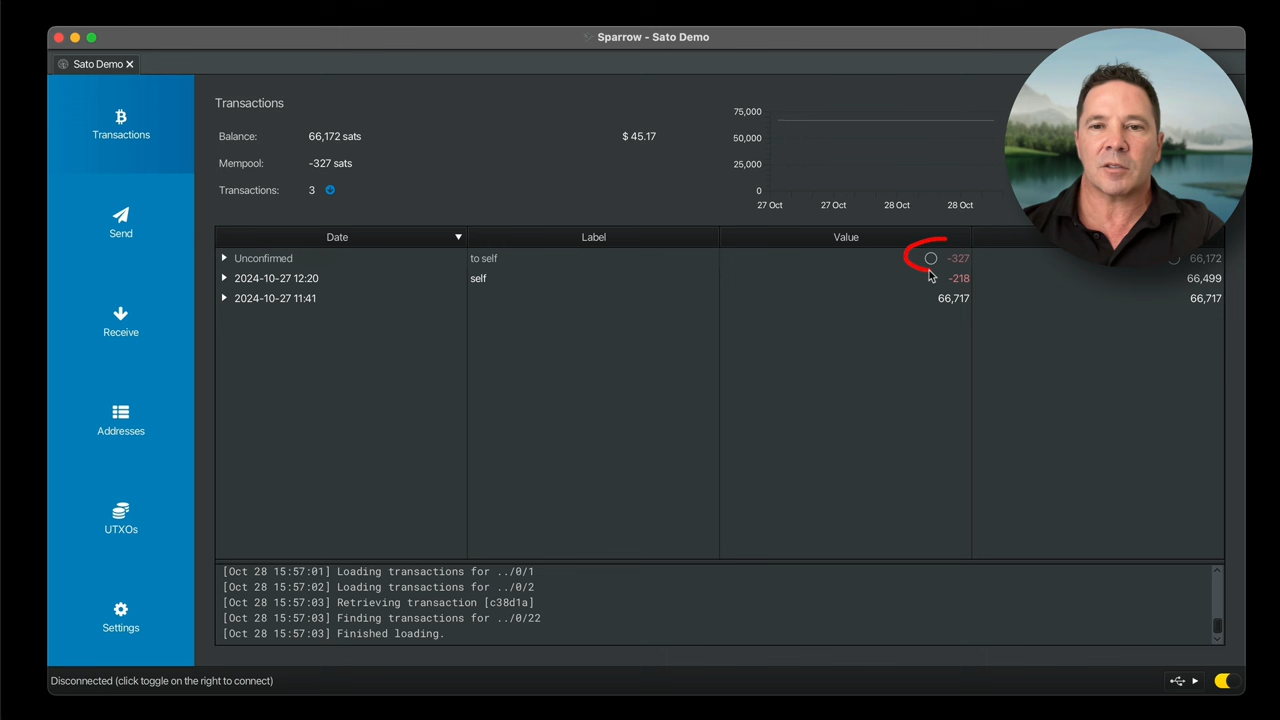 Sparrow - Sato Demo
Sato Demo
Transactions
Send
Receive
Addresses
UTXOs
Settings
Transactions
Balance: 66,172 sats $ 45.17
Mempool: -327 sats
Transactions: 3
75,000
50,000
25,000
0
27 Oct 27 Oct 28 Oct 28 Oct
Date Label Value
Unconfirmed to self -327 66,172
2024-10-27 12:20 self -218 66,499
2024-10-27 11:41 66,717 66,717
[Oct 28 15:57:01] Loading transactions for ../0/1
[Oct 28 15:57:02] Loading transactions for ../0/2
[Oct 28 15:57:03] Retrieving transaction [c38d1a]
[Oct 28 15:57:03] Finding transactions for ../0/22
[Oct 28 15:57:03] Finished loading.
Disconnected (click toggle on the right to connect)